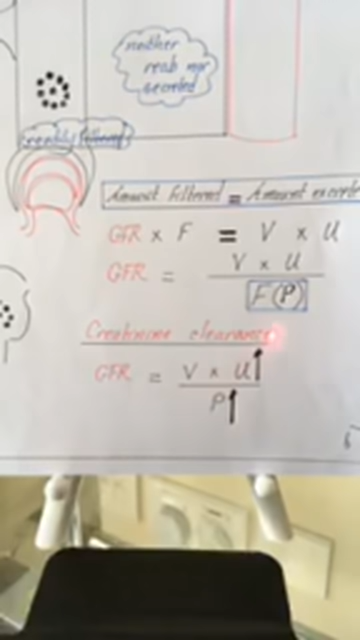 neither
reab nor
secreted
readily filtered
Amount filtered = Amount excrete
GFR x F = V x U
GFR = V x U
F(P)
Creatinine clearance
GFR = V x U↑
P↑